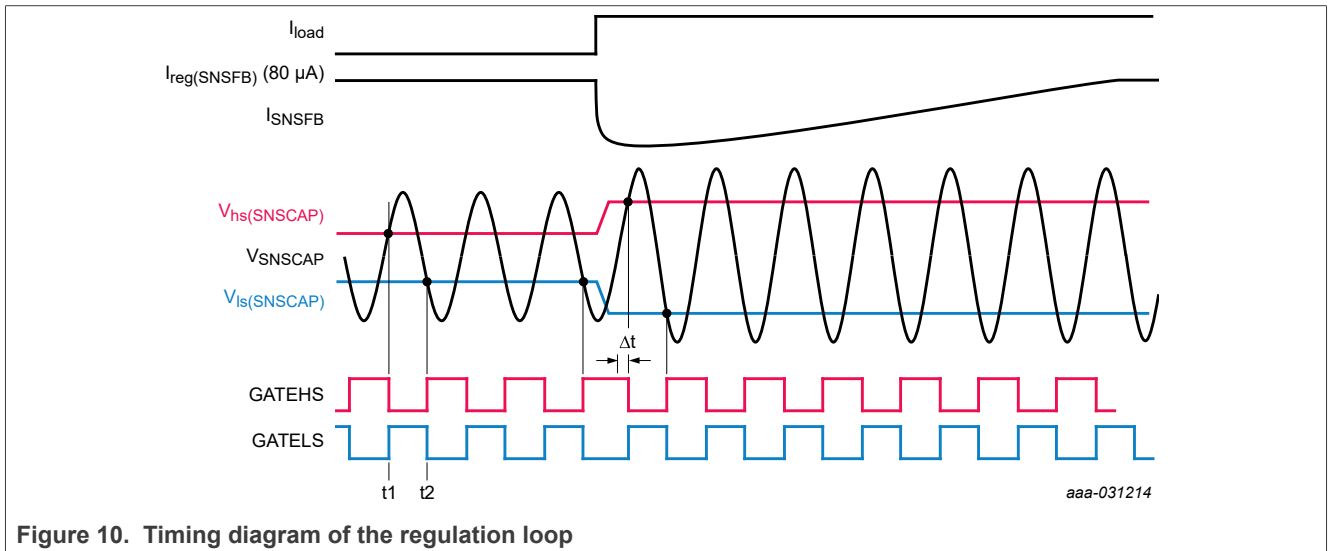 Iload
Ireg(SNSFB) (80 µA)
ISNSFB
Vhs(SNSCAP)
VSNSCAP
Vls(SNSCAP)
Δt
GATEHS
GATELS
t1 t2
aaa-031214
Figure 10. Timing diagram of the regulation loop